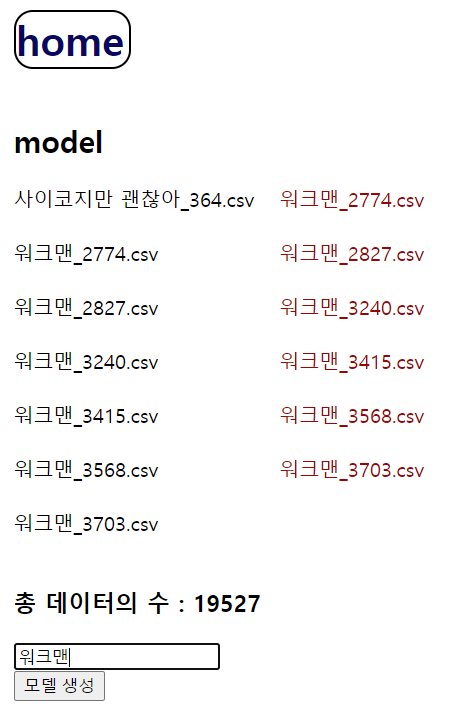 home
model
사이코지만 괜찮아_364.csv 워크맨_2774.csv
워크맨_2774.csv 워크맨_2827.csv
워크맨_2827.csv 워크맨_3240.csv
워크맨_3240.csv 워크맨_3415.csv
워크맨_3415.csv 워크맨_3568.csv
워크맨_3568.csv 워크맨_3703.csv
워크맨_3703.csv
총 데이터의 수 : 19527
워크맨
모델 생성